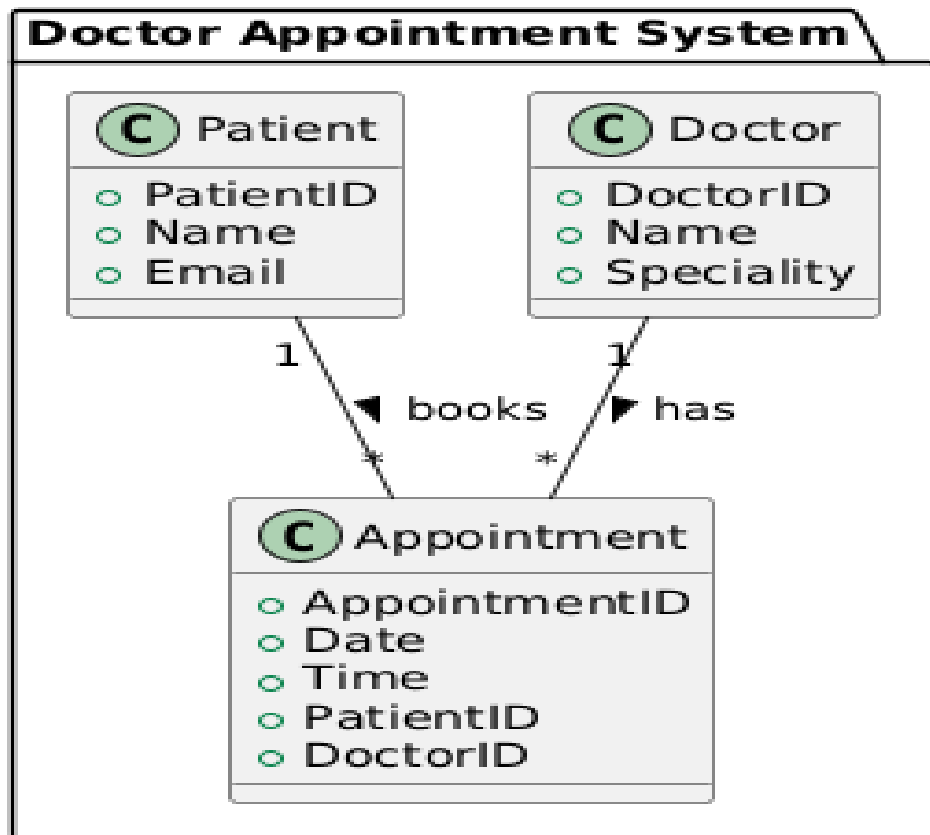 Doctor Appointment System
C Patient
PatientID
Name
Email
C Doctor
DoctorID
Name
Speciality
1
1
books
has
*
*
C Appointment
AppointmentID
Date
Time
PatientID
DoctorID